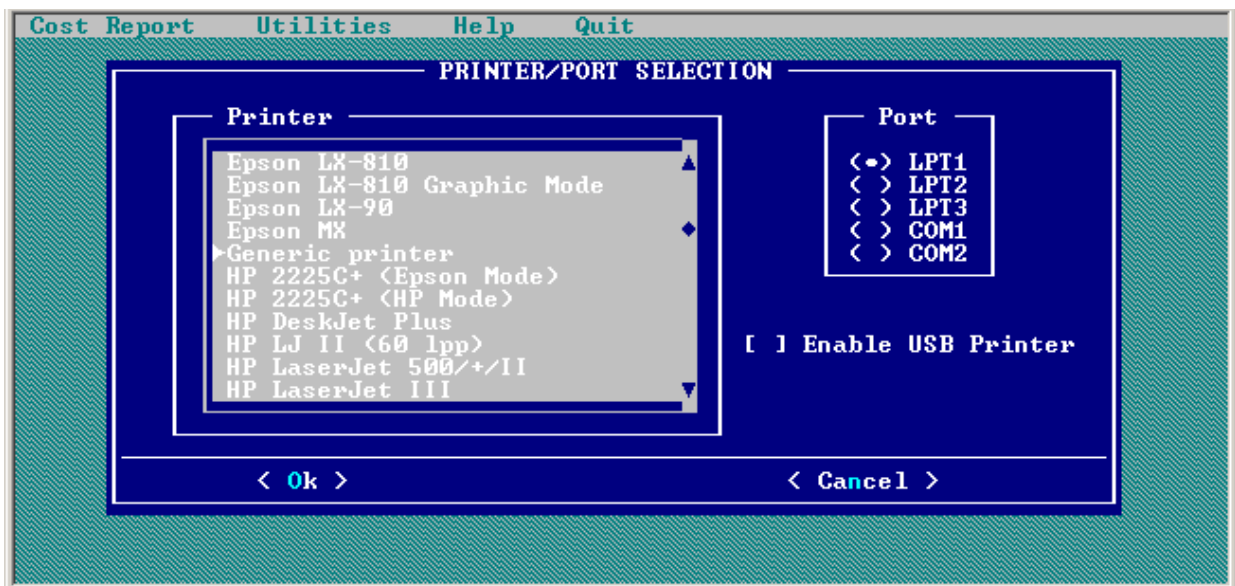 Cost Report Utilities Help Quit
PRINTER/PORT SELECTION
Printer
Epson LX-810
Epson LX-810 Graphic Mode
Epson LX-90
Epson MX
Generic printer
HP 2225C+ (Epson Mode)
HP 2225C+ (HP Mode)
HP DeskJet Plus
HP LJ II (60 lpp)
HP LaserJet 500/+/II
HP LaserJet III
Port
(•) LPT1
( ) LPT2
( ) LPT3
( ) COM1
( ) COM2
[ ] Enable USB Printer
< Ok > < Cancel >